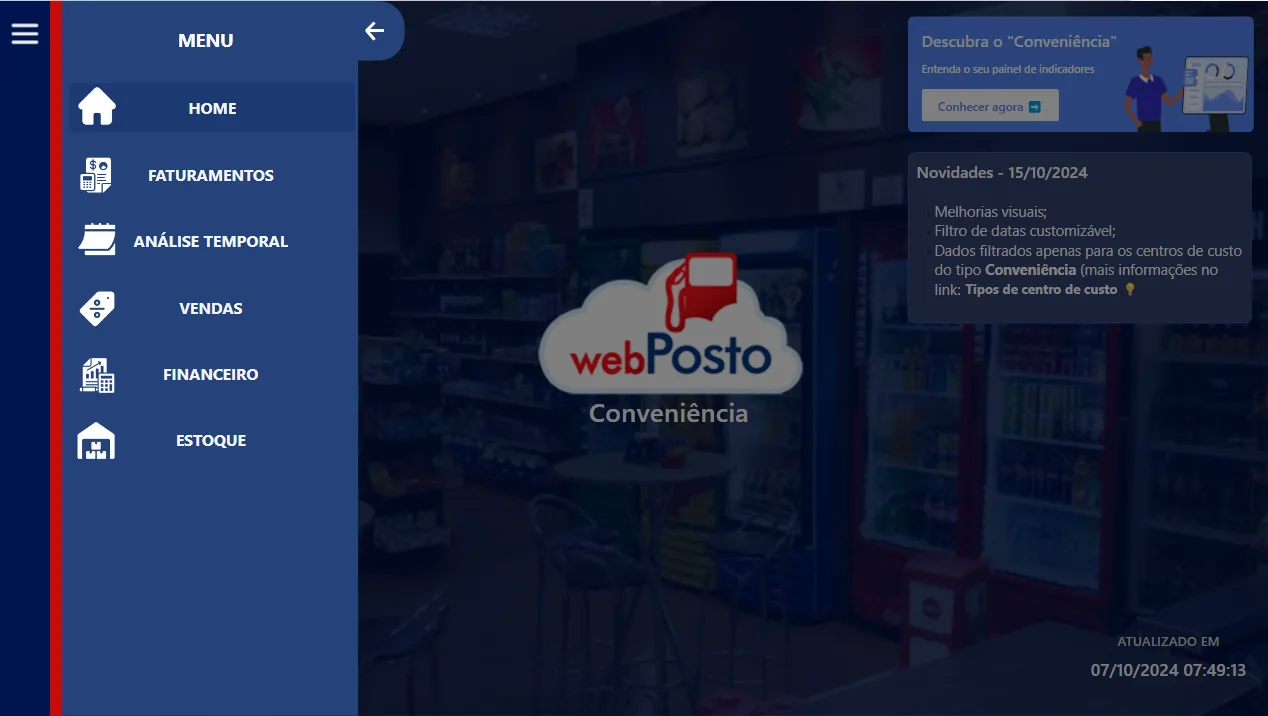 MENU
HOME
FATURAMENTOS
ANÁLISE TEMPORAL
VENDAS
FINANCEIRO
ESTOQUE
webPosto
Conveniência
Descubra o "Conveniência"
Entenda o seu painel de indicadores
Conhecer agora
Novidades - 15/10/2024
Melhorias visuais;
Filtro de datas customizável;
Dados filtrados apenas para os centros de custo
do tipo Conveniência (mais informações no
link: Tipos de centro de custo
ATUALIZADO EM
07/10/2024 07:49:13